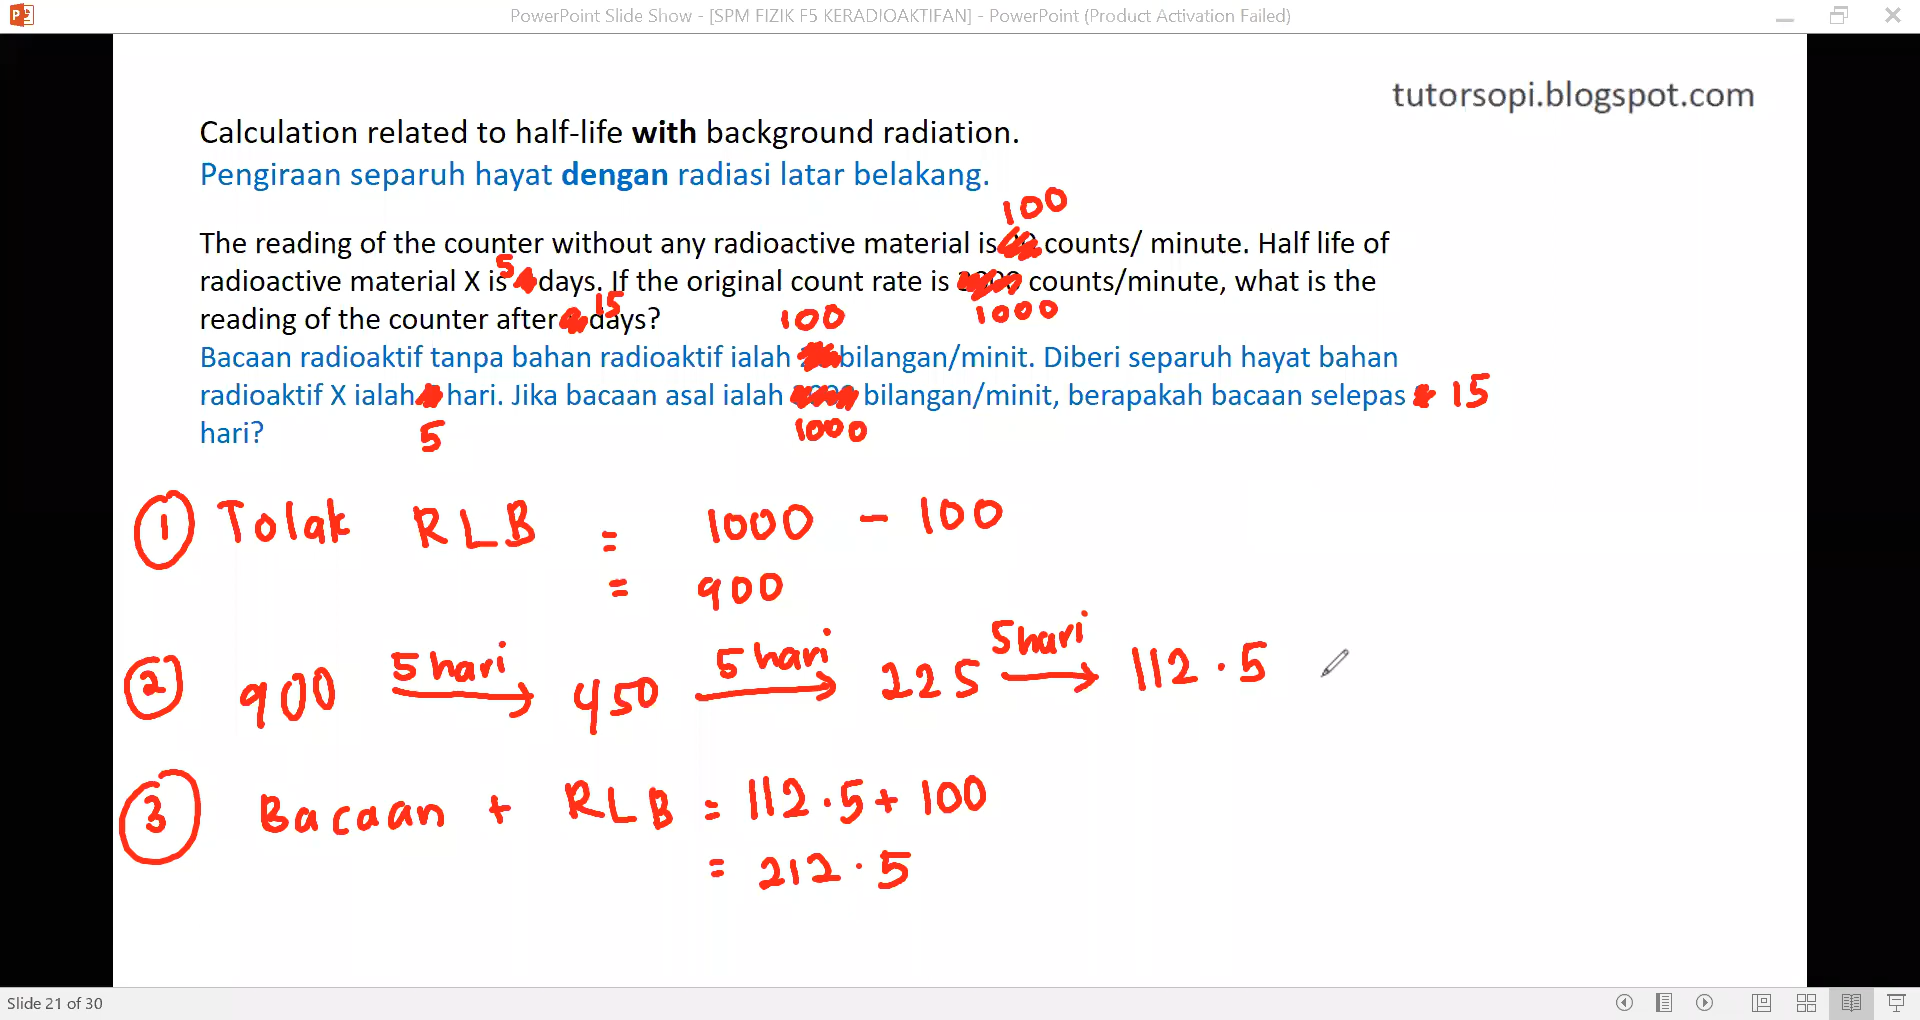 PowerPoint Slide Show - [SPM FIZIK F5 KERADIOAKTIFAN] - PowerPoint (Product Activation Failed)
tutorsopi.blogspot.com
Calculation related to half-life with background radiation.
Pengiraan separuh hayat dengan radiasi latar belakang.
100
The reading of the counter without any radioactive material is counts/ minute. Half life of
5
radioactive material X is days. If the original count rate is counts/minute, what is the
15 1000
reading of the counter after days?
100
Bacaan radioaktif tanpa bahan radioaktif ialah bilangan/minit. Diberi separuh hayat bahan
radioaktif X ialah hari. Jika bacaan asal ialah bilangan/minit, berapakah bacaan selepas 15
hari?
5 1000
1 Tolak RLB = 1000 - 100
= 900
2 900 5 hari → 450 5 hari → 225 5 hari → 112.5
3 Bacaan + RLB = 112.5 + 100
= 212.5
Slide 21 of 30